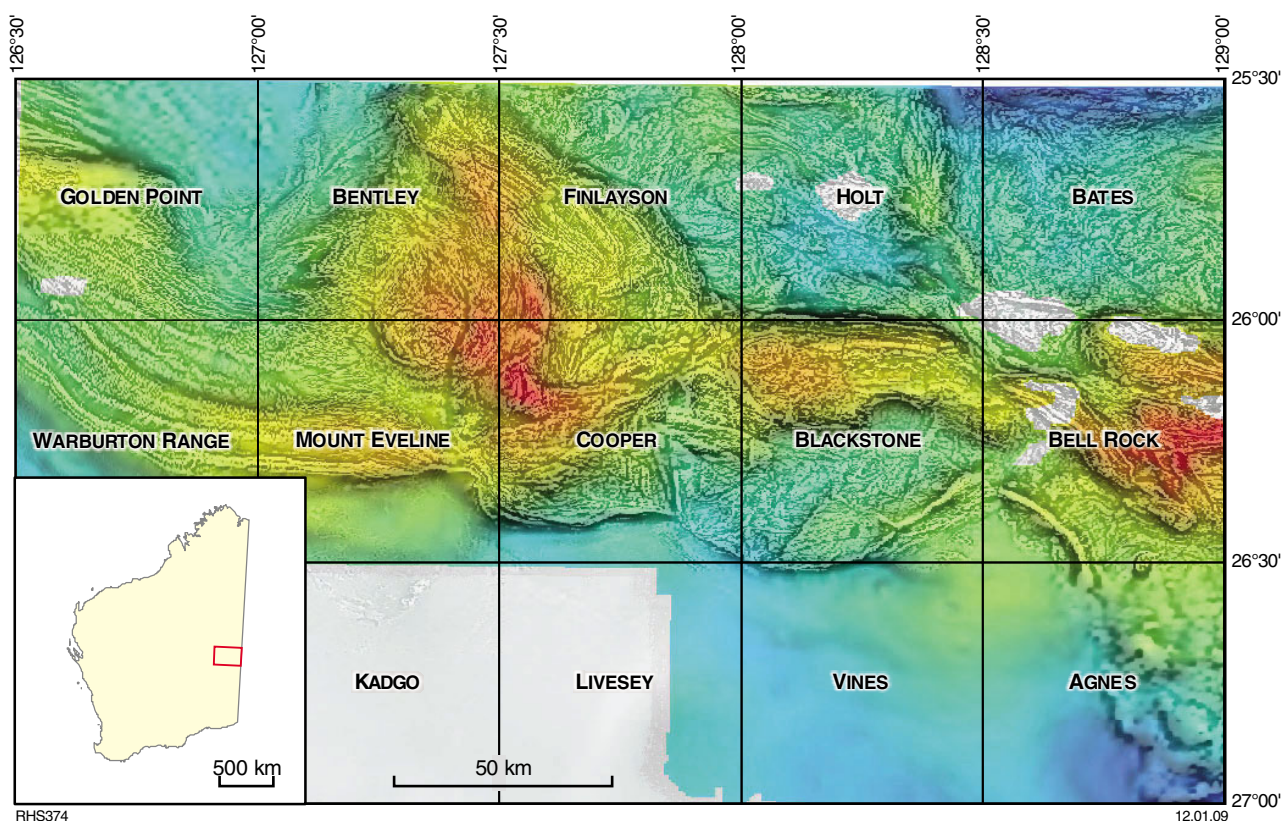 126°30'
127°00'
127°30'
128°00'
128°30'
129°00'
25°30'
GOLDEN POINT
BENTLEY
FINLAYSON
HOLT
BATES
26°00'
WARBURTON RANGE
MOUNT EVELINE
COOPER
BLACKSTONE
BELL ROCK
26°30'
KADGO
LIVESEY
VINES
AGNES
500 km
50 km
27°00'
RHS374
12.01.09